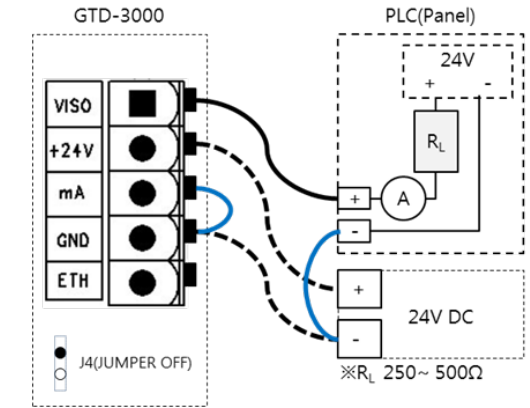 GTD-3000
PLC(Panel)
24V
+ -
VISO
+24V
RL
mA
+ A
GND
-
ETH
+
24V DC
-
J4(JUMPER OFF)
※RL 250~ 500Ω